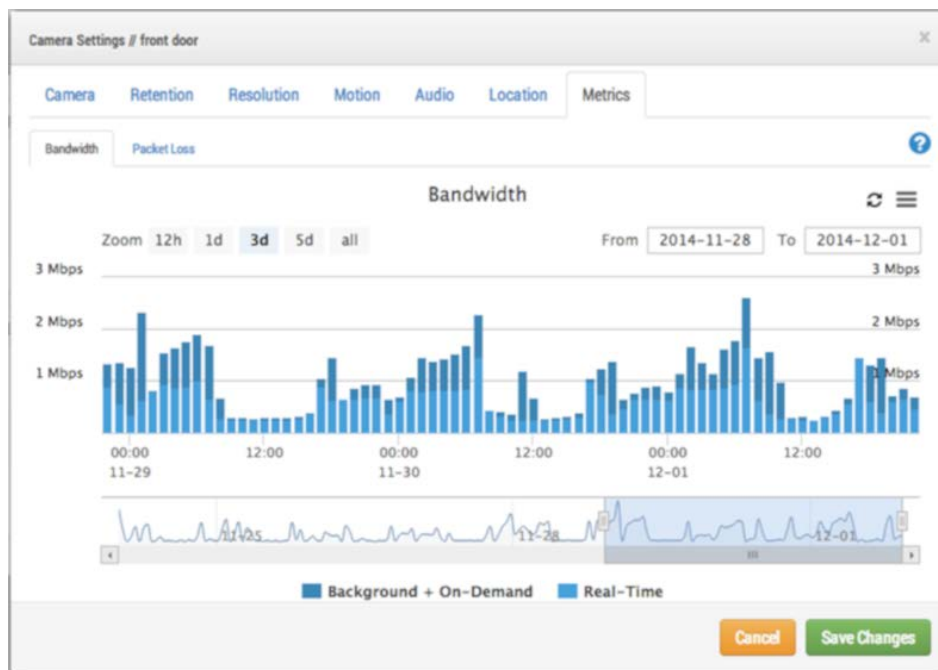 Camera Settings // front door
×
Camera Retention Resolution Motion Audio Location Metrics
Bandwidth Packet Loss ?
Bandwidth
Zoom 12h 1d 3d 5d all From 2014-11-28 To 2014-12-01
3 Mbps 3 Mbps
2 Mbps 2 Mbps
1 Mbps 1 Mbps
00:00 12:00 00:00 12:00 00:00 12:00
11-29 11-30 12-01
11-25 11-28 12-01
Background + On-Demand Real-Time
Cancel Save Changes